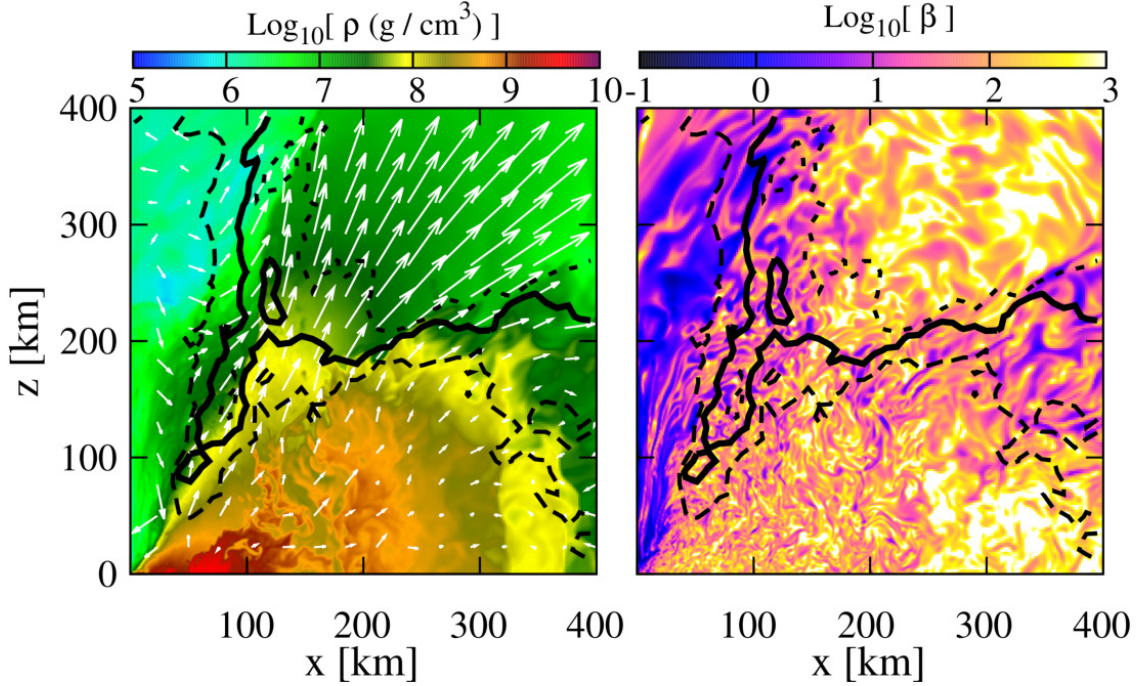 Log₁₀[ ρ (g / cm³) ]
Log₁₀[ β ]
5 6 7 8 9 10
-1 0 1 2 3
400
300
200
100
0
z [km]
100 200 300 400
100 200 300 400
x [km]
x [km]